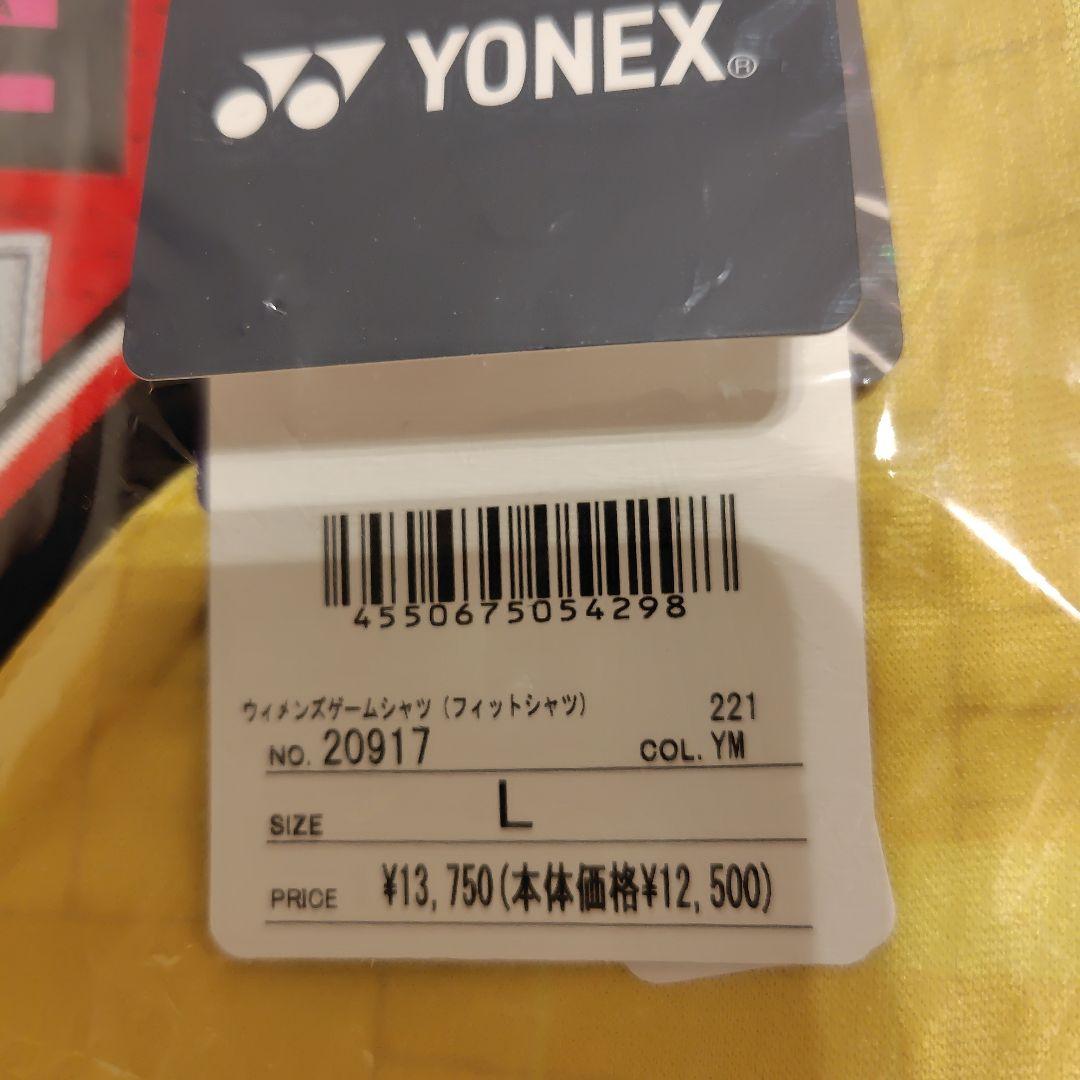 YONEX®
4550675054298
ウィメンズゲームシャツ (フィットシャツ) 221
NO. 20917 COL. YM
SIZE L
PRICE ¥13,750(本体価格¥12,500)